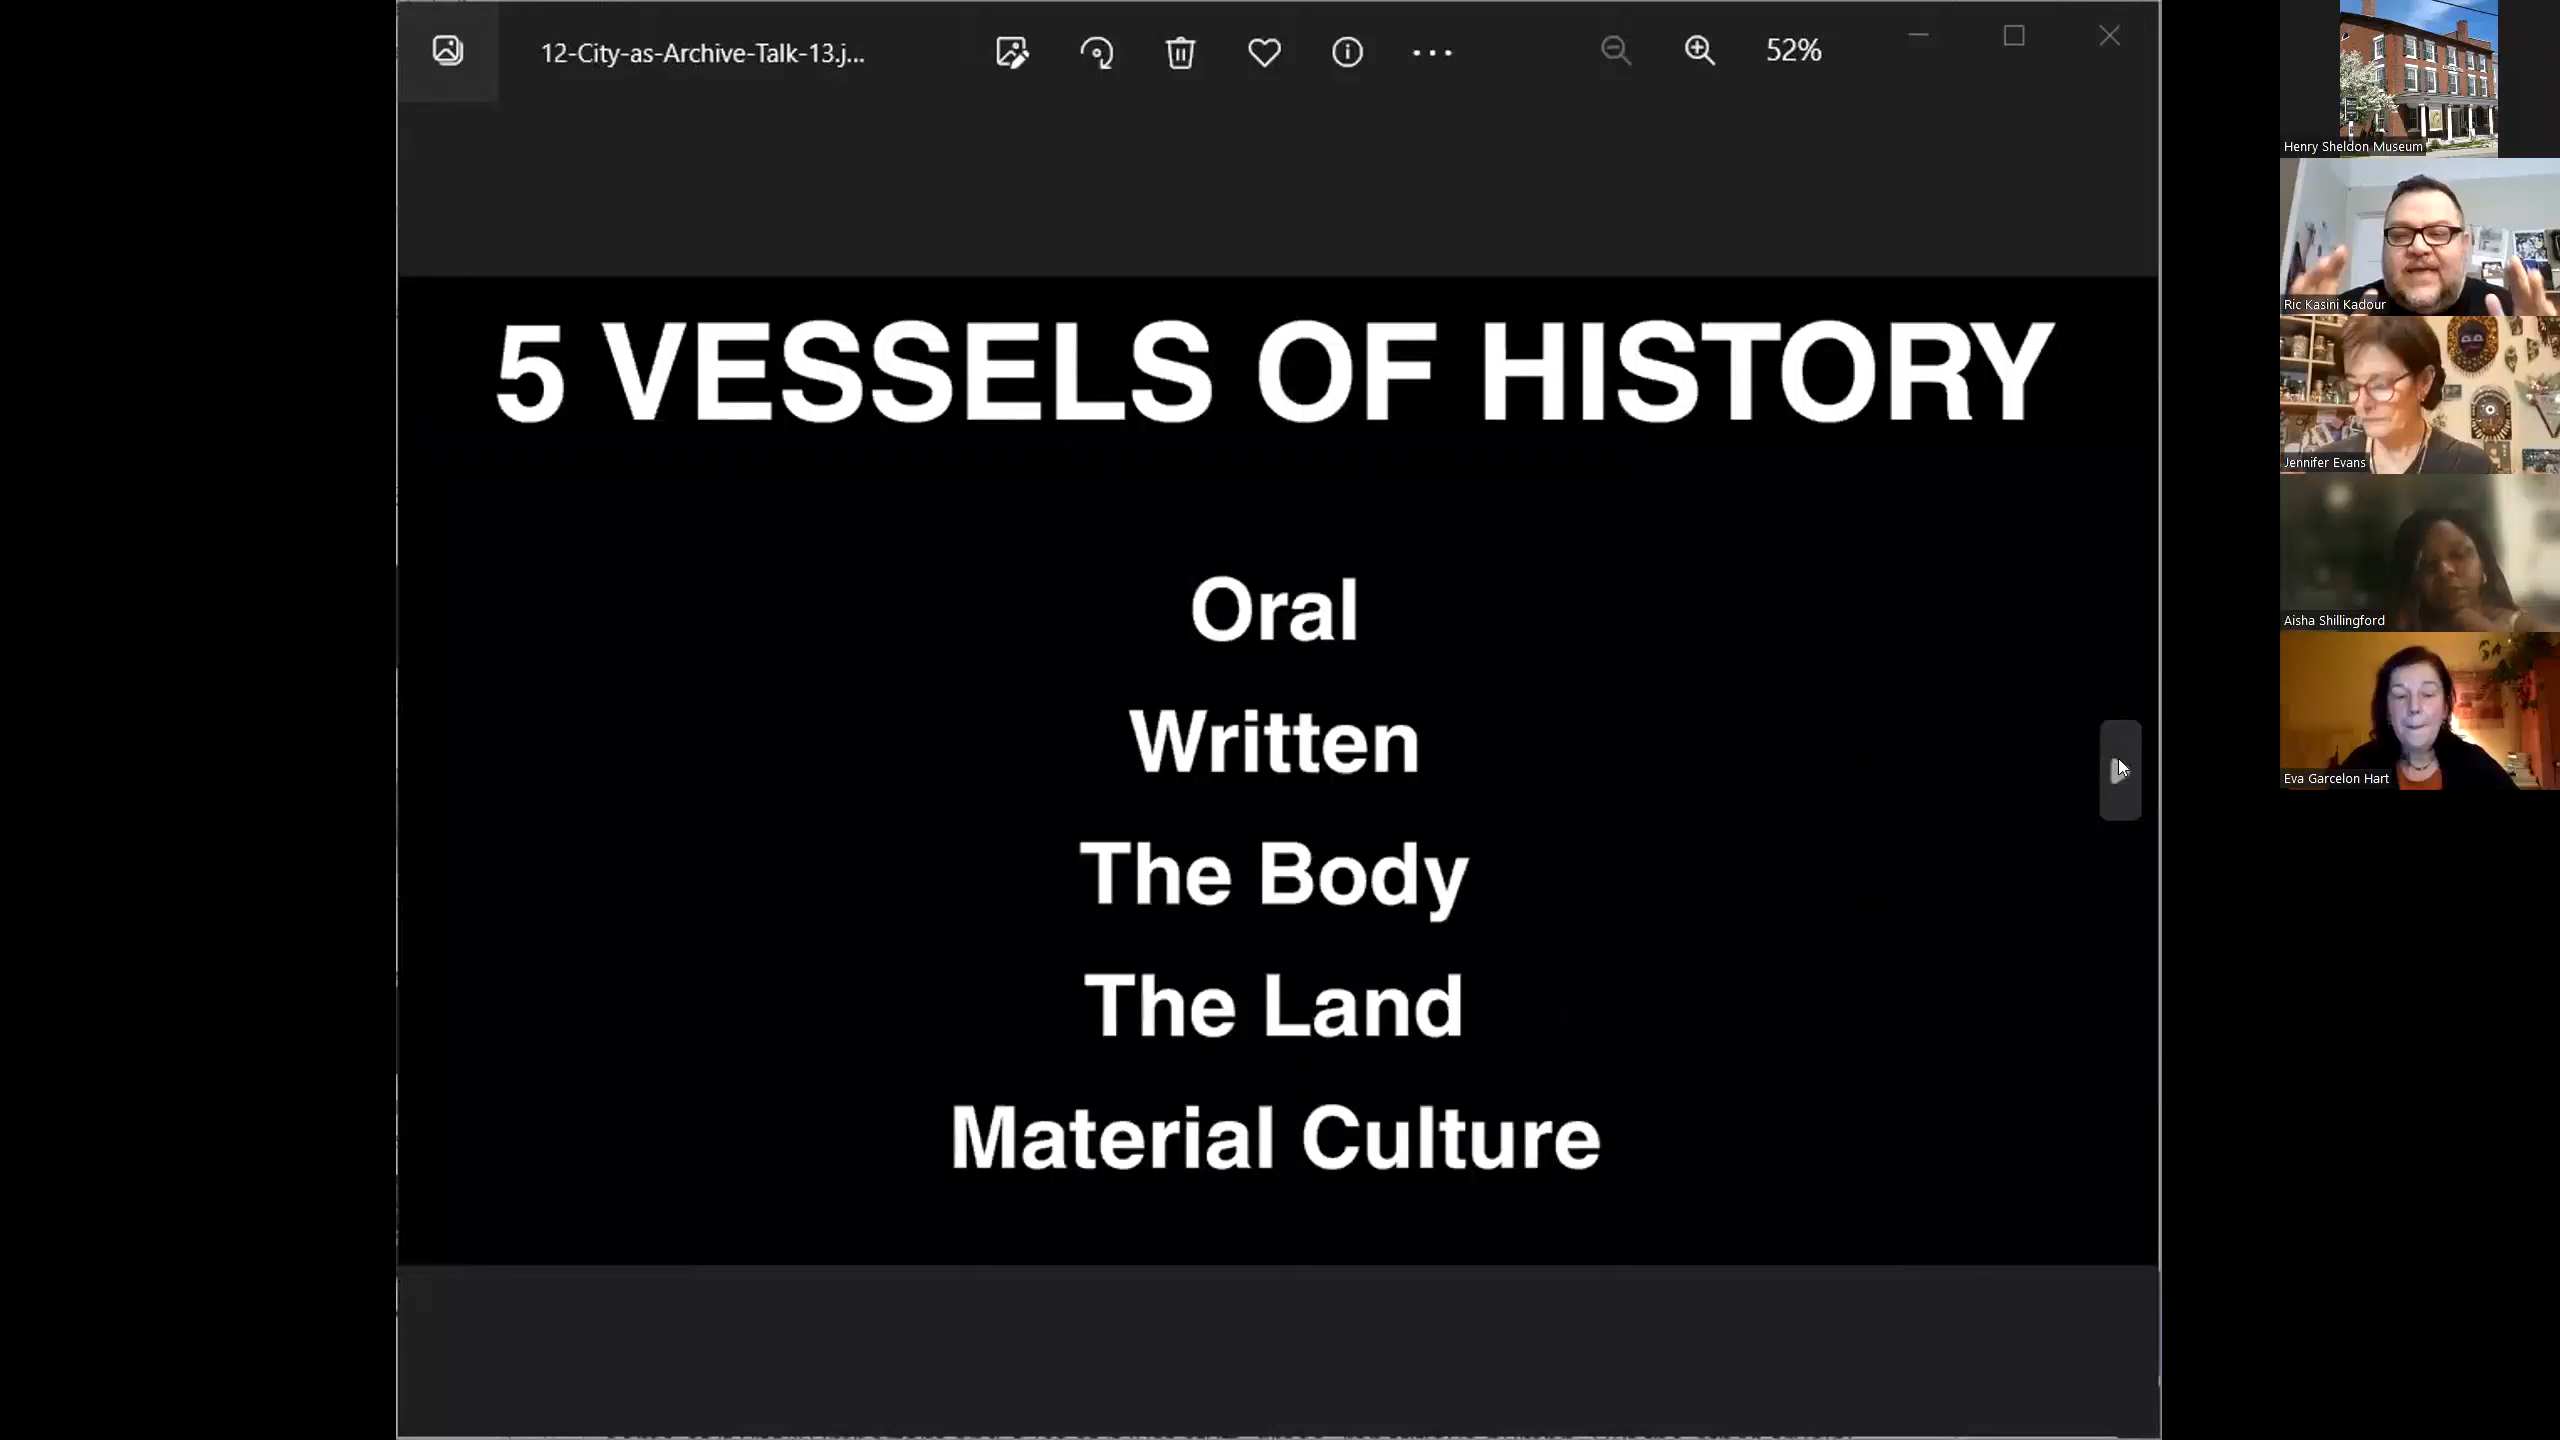 12-City-as-Archive-Talk-13.j...
52%
5 VESSELS OF HISTORY
Oral
Written
The Body
The Land
Material Culture
Henry Sheldon Museum
Ric Kasini Kadour
Jennifer Evans
Aisha Shillingford
Eva Garcelon Hart